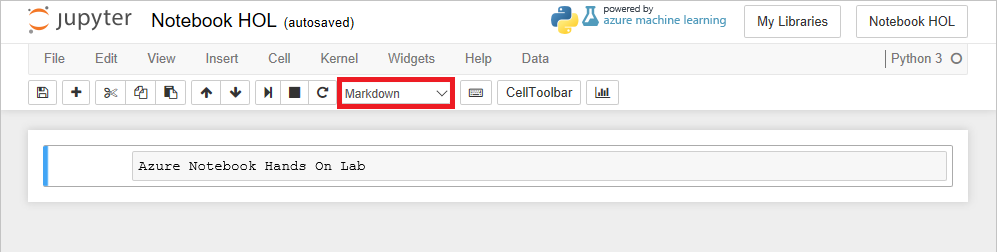 jupyter Notebook HOL (autosaved) powered by azure machine learning My Libraries Notebook HOL
File Edit View Insert Cell Kernel Widgets Help Data Python 3
Markdown CellToolbar
Azure Notebook Hands On Lab